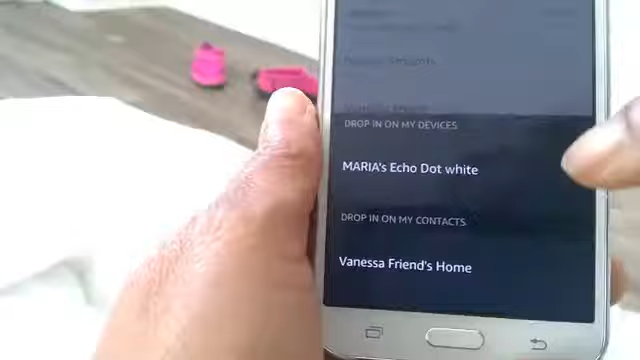 DROP IN ON MY DEVICES
MARIA's Echo Dot white
DROP IN ON MY CONTACTS
Vanessa Friend's Home